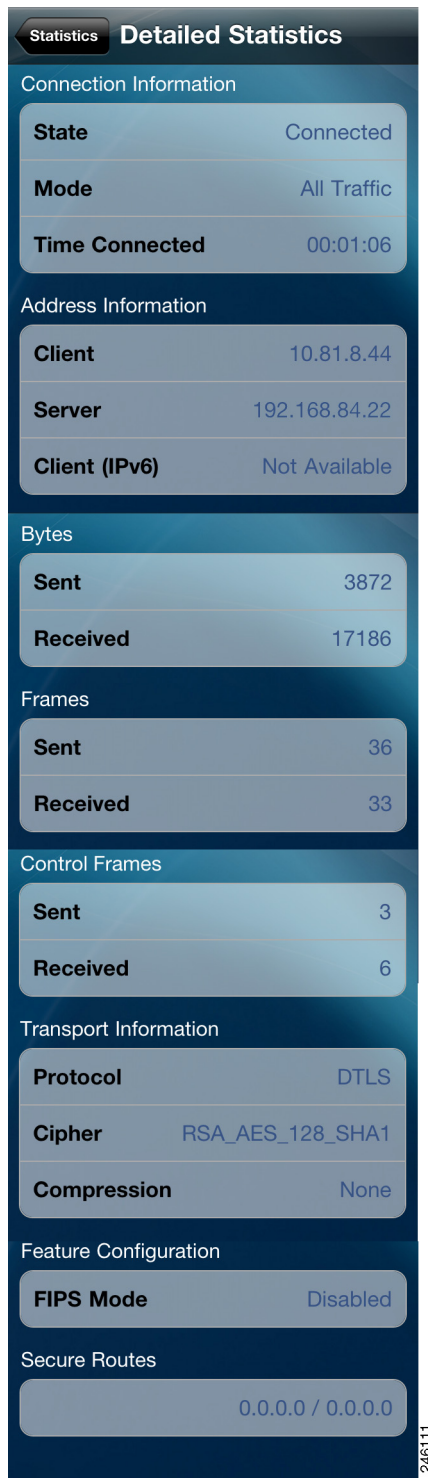 Statistics Detailed Statistics
Connection Information
State Connected
Mode All Traffic
Time Connected 00:01:06
Address Information
Client 10.81.8.44
Server 192.168.84.22
Client (IPv6) Not Available
Bytes
Sent 3872
Received 17186
Frames
Sent 36
Received 33
Control Frames
Sent 3
Received 6
Transport Information
Protocol DTLS
Cipher RSA_AES_128_SHA1
Compression None
Feature Configuration
FIPS Mode Disabled
Secure Routes
0.0.0.0 / 0.0.0.0
246111